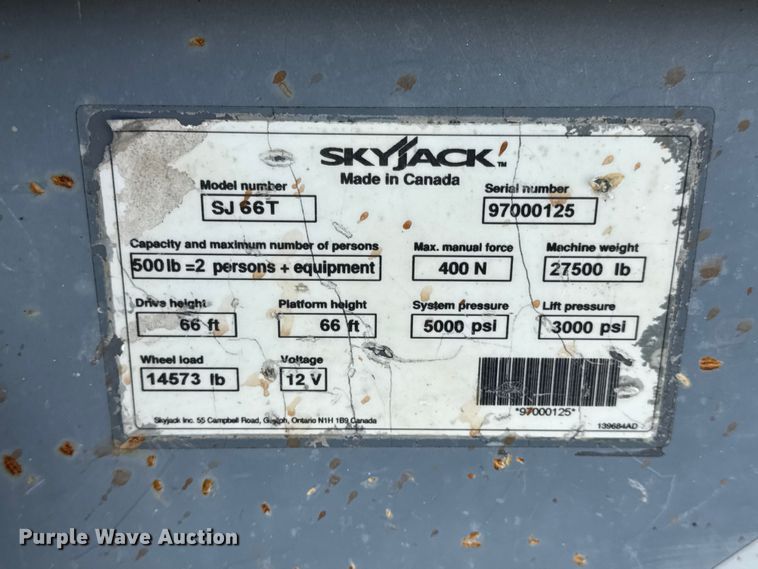 SKYJACK™
Made in Canada
Model number
SJ 66T
Serial number
97000125
Capacity and maximum number of persons
500 lb =2 persons + equipment
Max. manual force
400 N
Machine weight
27500 lb
Drive height
66 ft
Platform height
66 ft
System pressure
5000 psi
Lift pressure
3000 psi
Wheel load
14573 lb
Voltage
12 V
*97000125*
Skyjack Inc. 55 Campbell Road, Guelph, Ontario N1H 1B9 Canada
139684AD
Purple Wave Auction